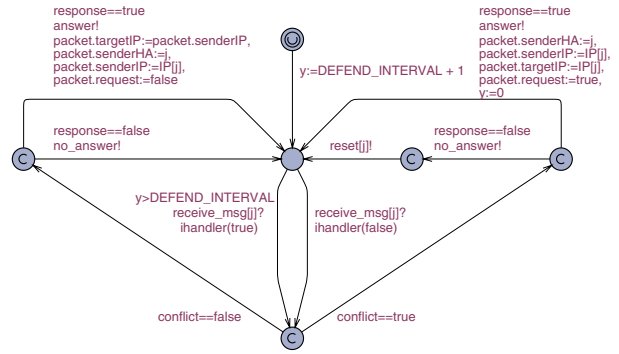 response==true
answer!
packet.targetIP:=packet.senderIP,
packet.senderHA:=j,
packet.senderIP:=IP[j],
packet.request:=false
response==true
answer!
packet.senderHA:=j,
packet.senderIP:=IP[j],
packet.targetIP:=IP[j],
packet.request:=true,
y:=0
y:=DEFEND_INTERVAL + 1
response==false
no_answer!
reset[j]!
response==false
no_answer!
C
C
C
y>DEFEND_INTERVAL
receive_msg[j]?
ihandler(true)
receive_msg[j]?
ihandler(false)
conflict==false
conflict==true
C